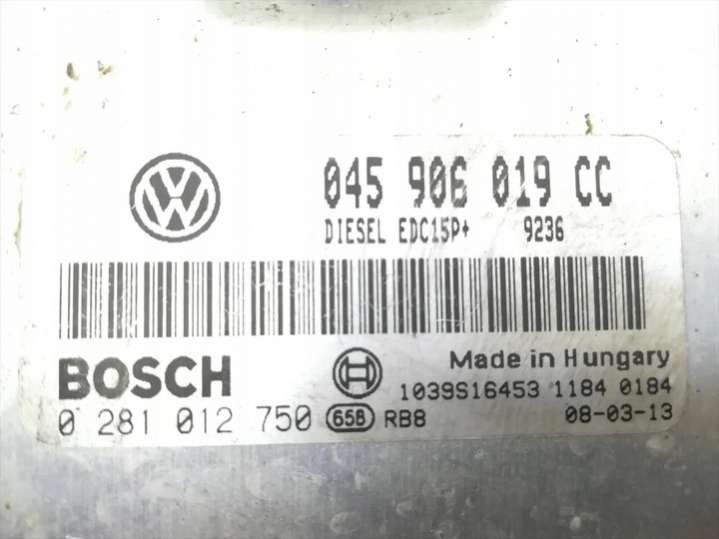 045 906 019 CC
DIESEL EDC15P+ 9236
BOSCH
Made in Hungary
1039S16453 1184 0184
0 281 012 750 658 RB8 08-03-13